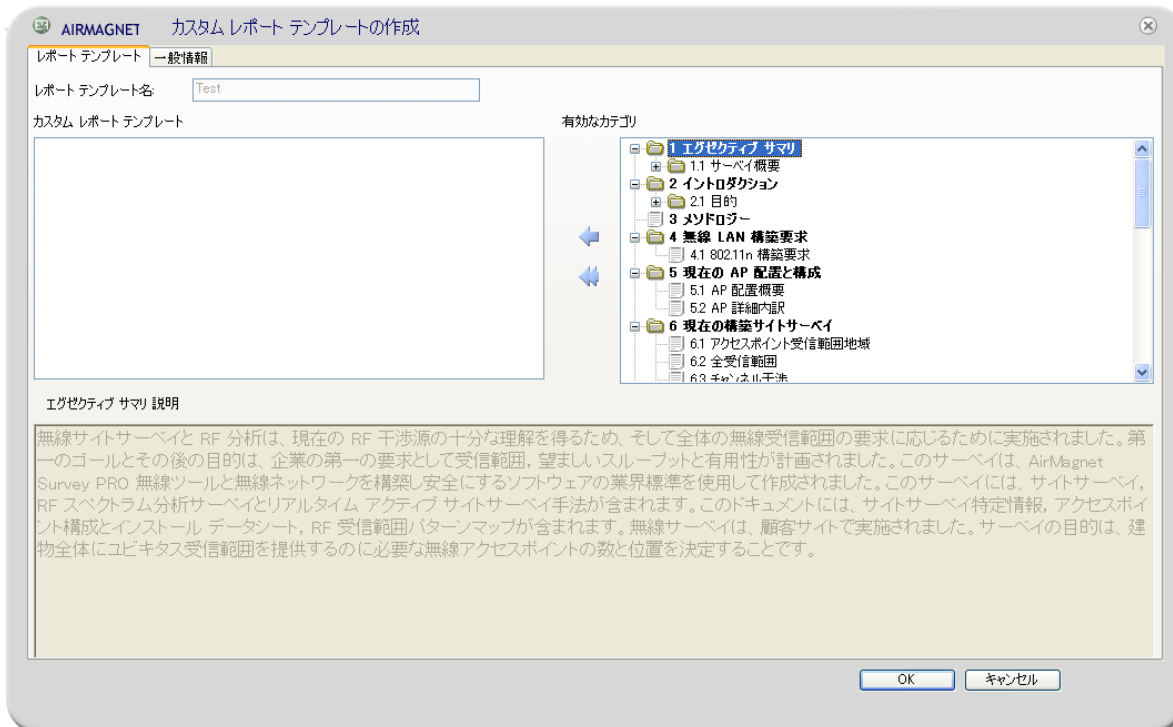 AIRMAGNET カスタム レポート テンプレートの作成
レポート テンプレート 一般情報
レポート テンプレート名: Test
カスタム レポート テンプレート 有効なカテゴリ
1 エグゼクティブ サマリ
1.1 サーベイ概要
2 イントロダクション
2.1 目的
3 メソドロジー
4 無線 LAN 構築要求
4.1 802.11n 構築要求
5 現在の AP 配置と構成
5.1 AP 配置概要
5.2 AP 詳細内訳
6 現在の構築サイトサーベイ
6.1 アクセスポイント受信範囲地域
6.2 全受信範囲
6.3 チャンネル干渉
エグゼクティブ サマリ 説明
無線サイトサーベイと RF 分析は、現在の RF 干渉源の十分な理解を得るため、そして全体の無線受信範囲の要求に応じるために実施されました。第
一のゴールとその後の目的は、企業の第一の要求として受信範囲, 望ましいスループットと有用性が計画されました。このサーベイは、AirMagnet
Survey PRO 無線ツールと無線ネットワークを構築し安全にするソフトウェアの業界標準を使用して作成されました。このサーベイには、サイトサーベイ,
RF スペクトラム分析サーベイとリアルタイム アクティブ サイトサーベイ手法が含まれます。このドキュメントには、サイトサーベイ特定情報, アクセスポイ
ント構成とインストール データシート, RF 受信範囲パターンマップが含まれます。無線サーベイは、顧客サイトで実施されました。サーベイの目的は、建
物全体にユビキタス受信範囲を提供するのに必要な無線アクセスポイントの数と位置を決定することです。
OK キャンセル